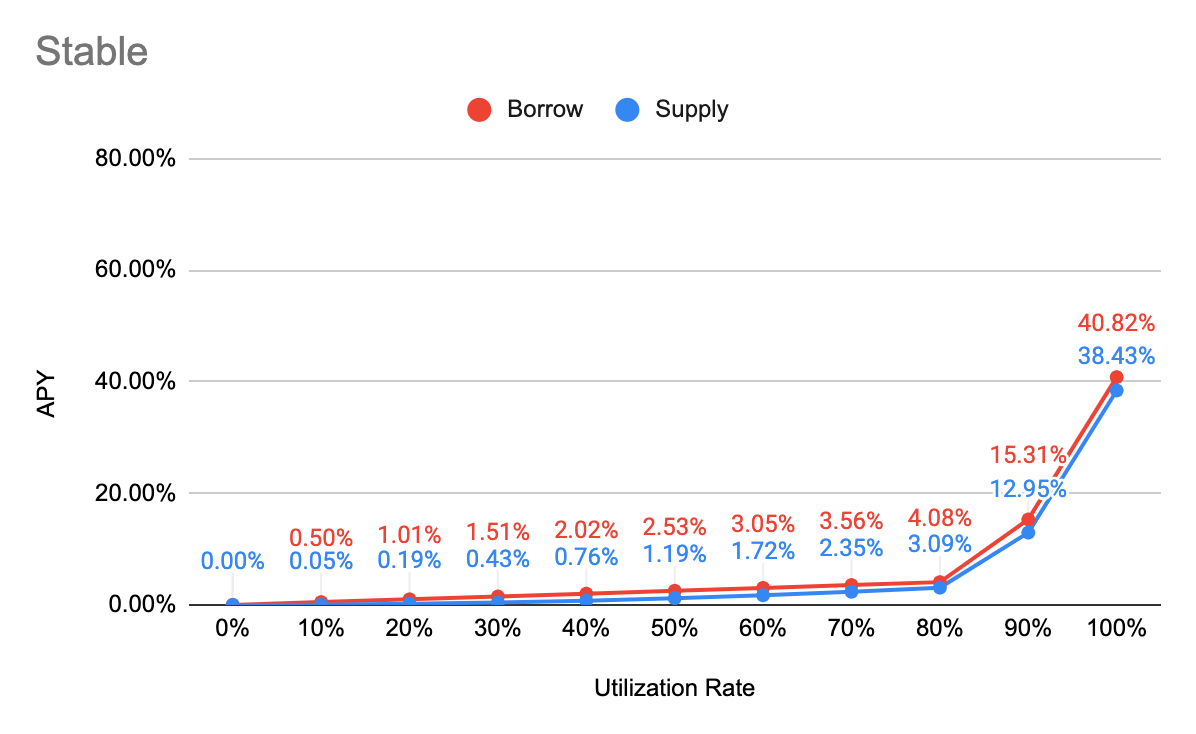 Stable
Borrow Supply
80.00%
60.00%
40.00%
20.00%
0.00%
APY
40.82%
38.43%
15.31%
12.95%
0.50% 1.01% 1.51% 2.02% 2.53% 3.05% 3.56% 4.08%
0.00% 0.05% 0.19% 0.43% 0.76% 1.19% 1.72% 2.35% 3.09%
0% 10% 20% 30% 40% 50% 60% 70% 80% 90% 100%
Utilization Rate